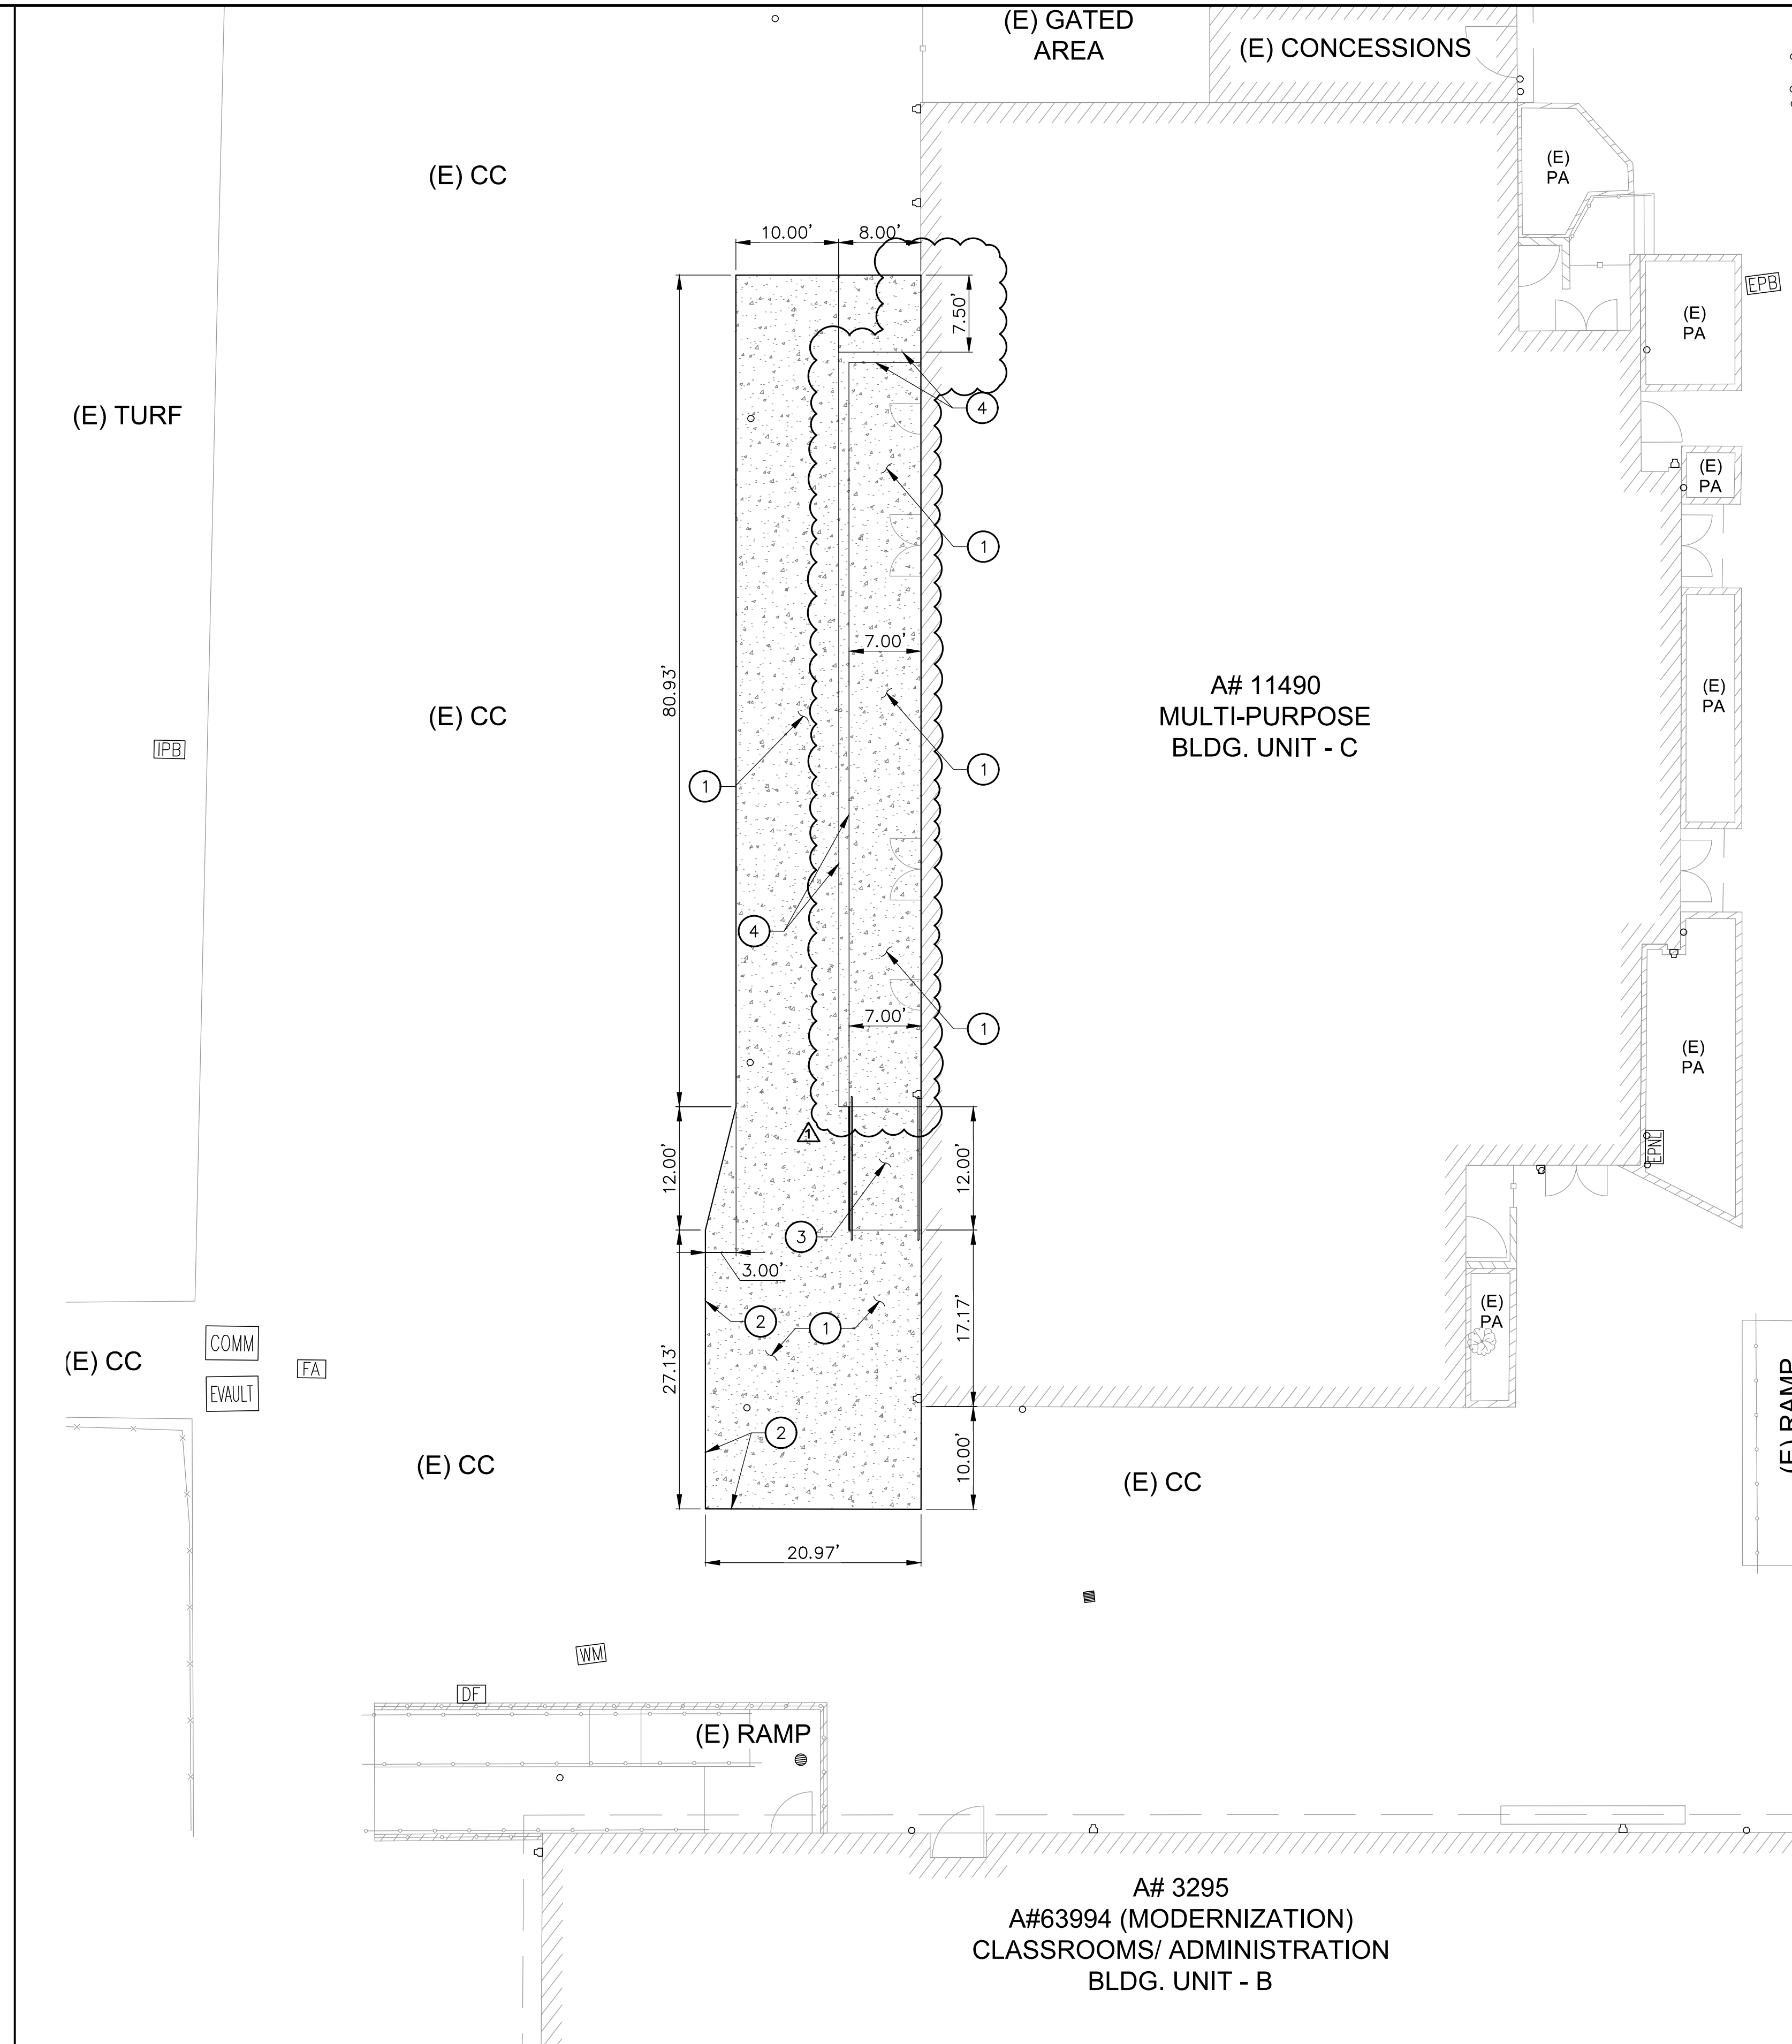 (E) GATED
AREA
(E) CONCESSIONS
(E) CC
(E)
PA
10.00'
8.00'
7.50'
EPB
(E)
PA
(E) TURF
4
(E)
PA
1
7.00'
80.93'
(E) CC
A# 11490
MULTI-PURPOSE
BLDG. UNIT - C
(E)
PA
IPB
1
1
4
7.00'
1
(E)
PA
1
12.00'
12.00'
EPNL
3
3.00'
2
1
17.17'
27.13'
(E)
PA
COMM
(E) CC
FA
EVAULT
(E) RAMP
2
(E) CC
10.00'
(E) CC
20.97'
WM
DF
(E) RAMP
A# 3295
A#63994 (MODERNIZATION)
CLASSROOMS/ ADMINISTRATION
BLDG. UNIT - B